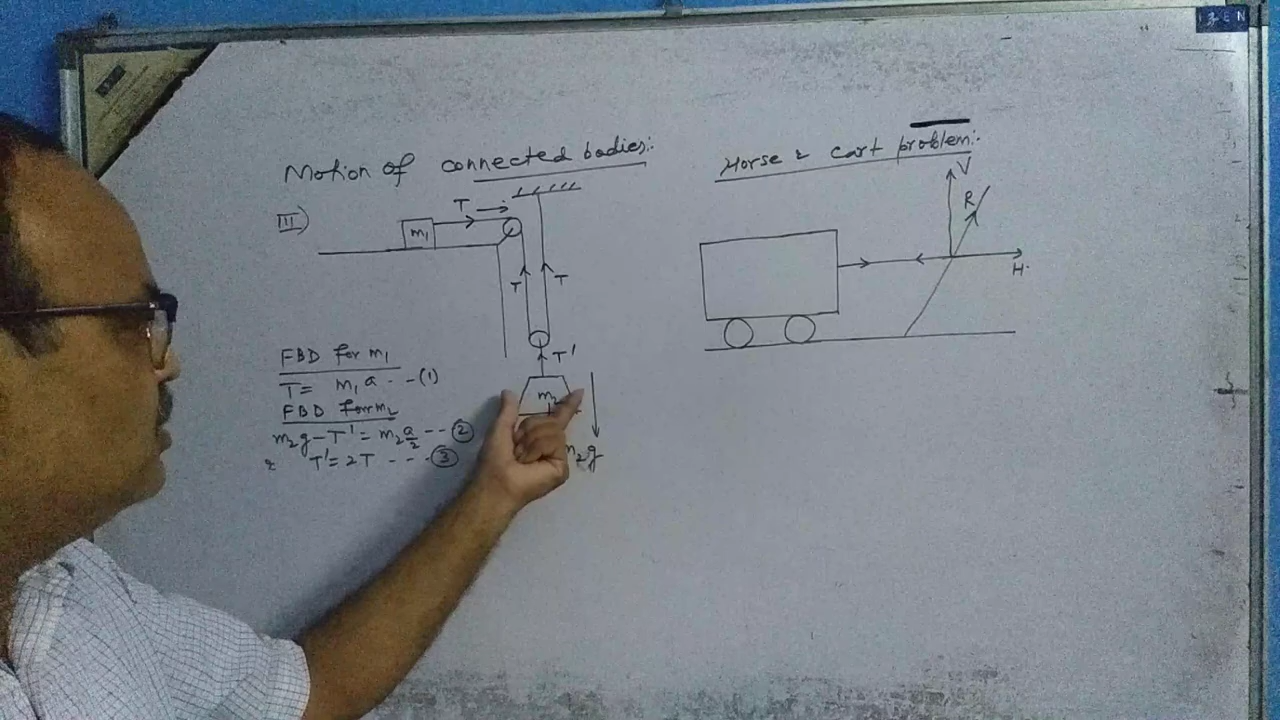 Motion of connected bodies:
III)
T
m1
T
T
T'
m2
m2g
FBD for m1
T = m1 a - - (1)
FBD for m2
m2g - T' = m2 a/2 - - (2)
& T' = 2T - - - (3)
Horse & cart problem:
V
R
H